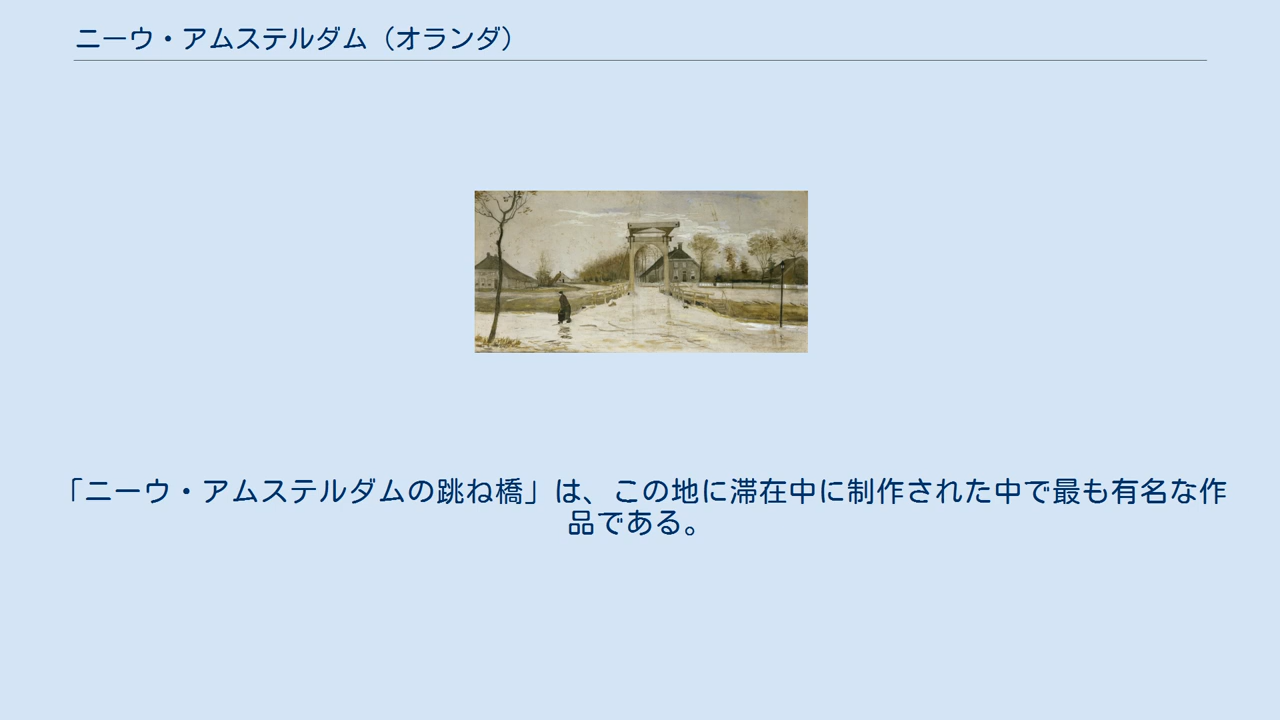 ニーウ・アムステルダム（オランダ）
「ニーウ・アムステルダムの跳ね橋」は、この地に滞在中に制作された中で最も有名な作
品である。